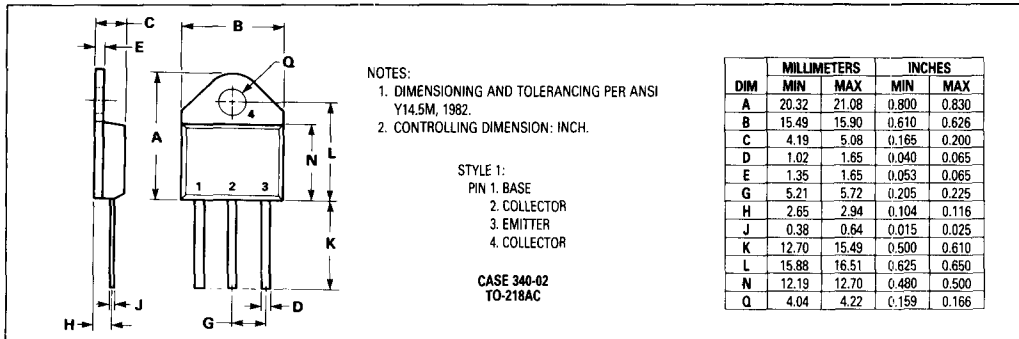 C
B
E
Q
4
A
N
L
1 2 3
K
J
D
H
G
NOTES:
1. DIMENSIONING AND TOLERANCING PER ANSI
Y14.5M, 1982.
2. CONTROLLING DIMENSION: INCH.
STYLE 1:
PIN 1. BASE
2. COLLECTOR
3. EMITTER
4. COLLECTOR
CASE 340-02
TO-218AC
MILLIMETERS INCHES
DIM MIN MAX MIN MAX
A 20.32 21.08 0.800 0.830
B 15.49 15.90 0.610 0.626
C 4.19 5.08 0.165 0.200
D 1.02 1.65 0.040 0.065
E 1.35 1.65 0.053 0.065
G 5.21 5.72 0.205 0.225
H 2.65 2.94 0.104 0.116
J 0.38 0.64 0.015 0.025
K 12.70 15.49 0.500 0.610
L 15.88 16.51 0.625 0.650
N 12.19 12.70 0.480 0.500
Q 4.04 4.22 0.159 0.166